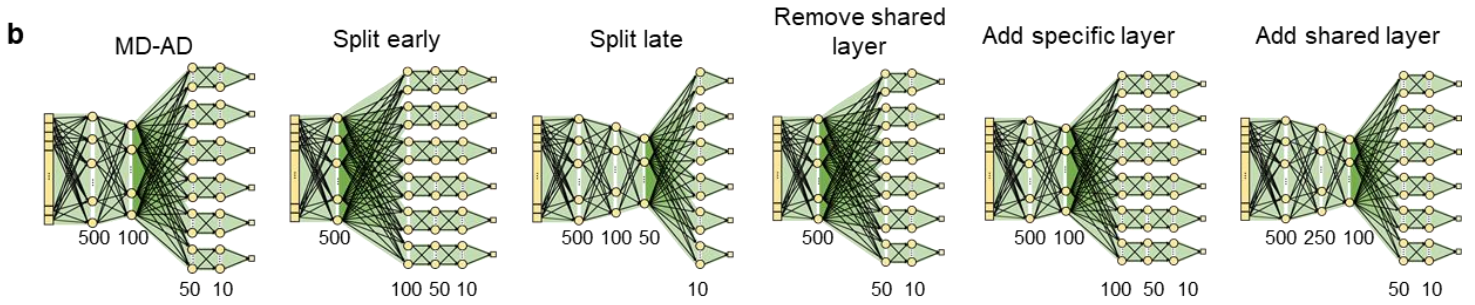 b
MD-AD
Split early
Split late
Remove shared
layer
Add specific layer
Add shared layer
500 100
50 10
500
100 50 10
500 100 50
10
500
50 10
500 100
100 50 10
500 250 100
50 10